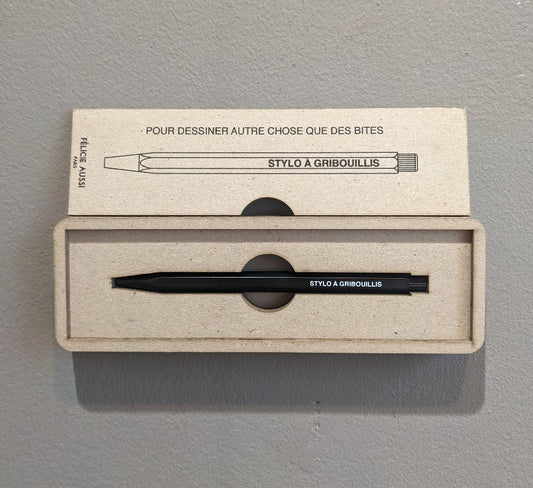 POUR DESSINER AUTRE CHOSE QUE DES BITES
FÉLICIE AUSSI
PARIS
STYLO À GRIBOUILLIS
STYLO À GRIBOUILLIS